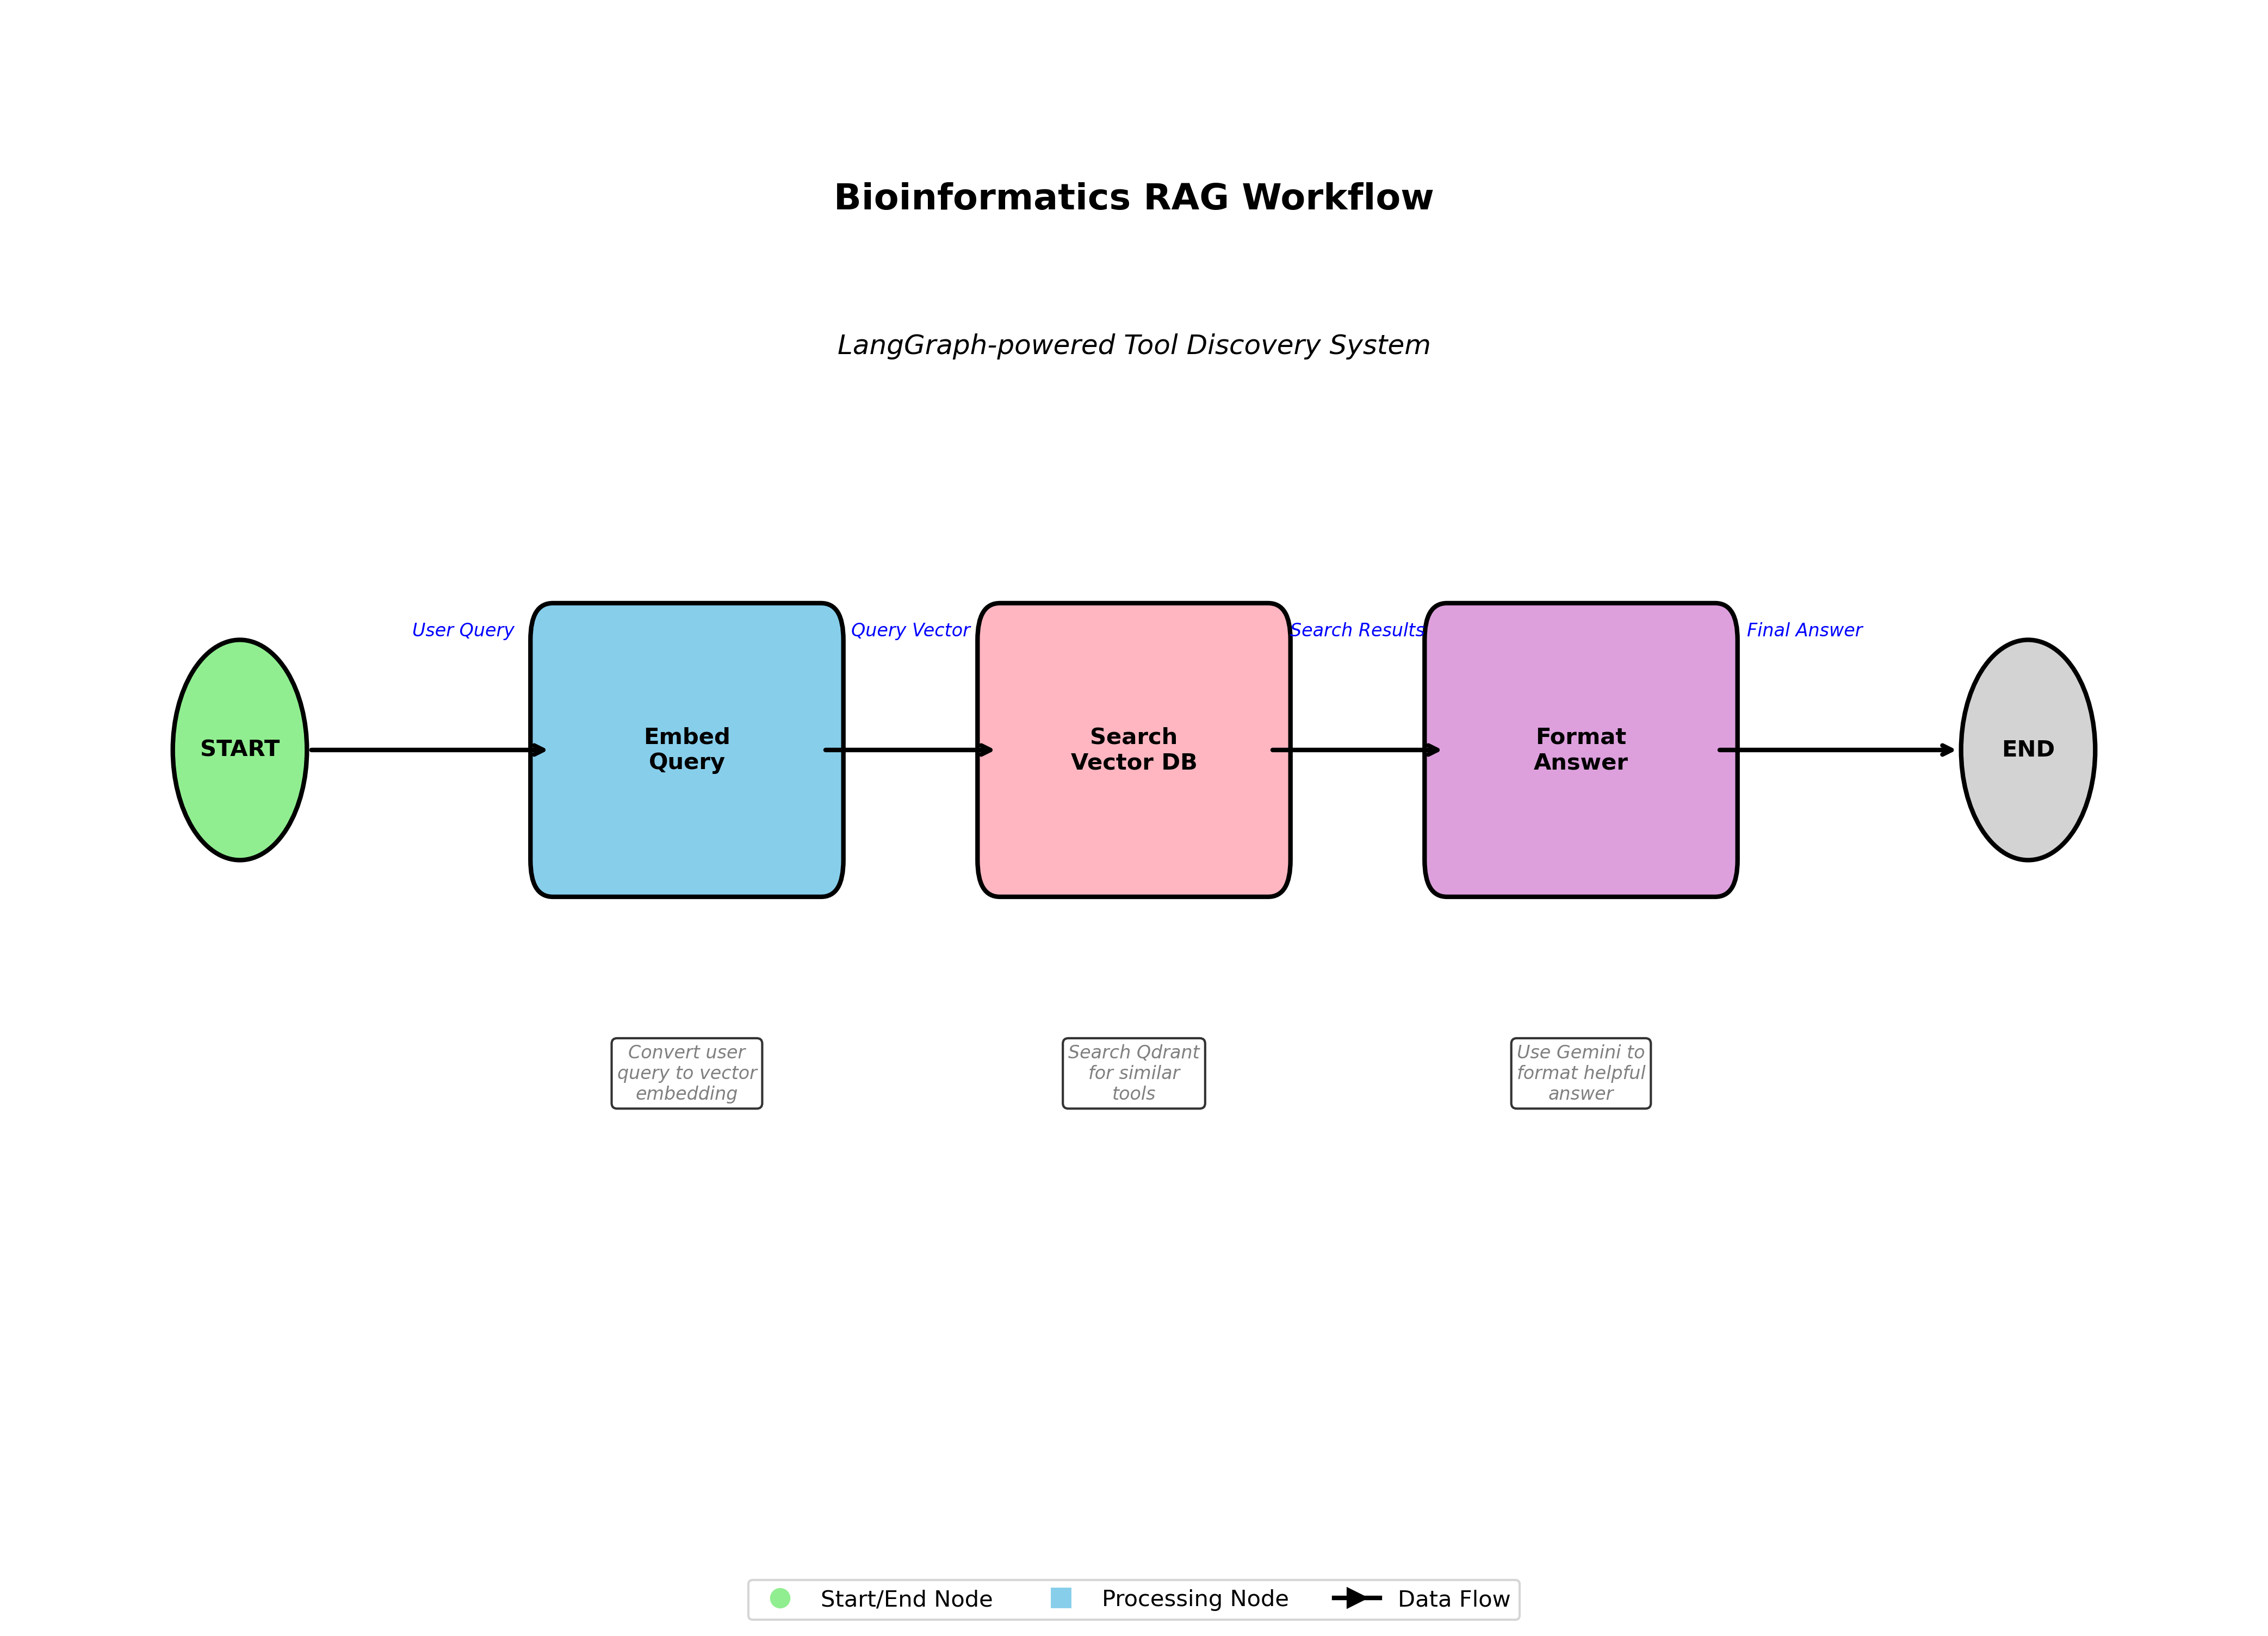 Bioinformatics RAG Workflow
LangGraph-powered Tool Discovery System
User Query
Query Vector
Search Results
Final Answer
START
Embed
Query
Search
Vector DB
Format
Answer
END
Convert user
query to vector
embedding
Search Qdrant
for similar
tools
Use Gemini to
format helpful
answer
Start/End Node
Processing Node
Data Flow